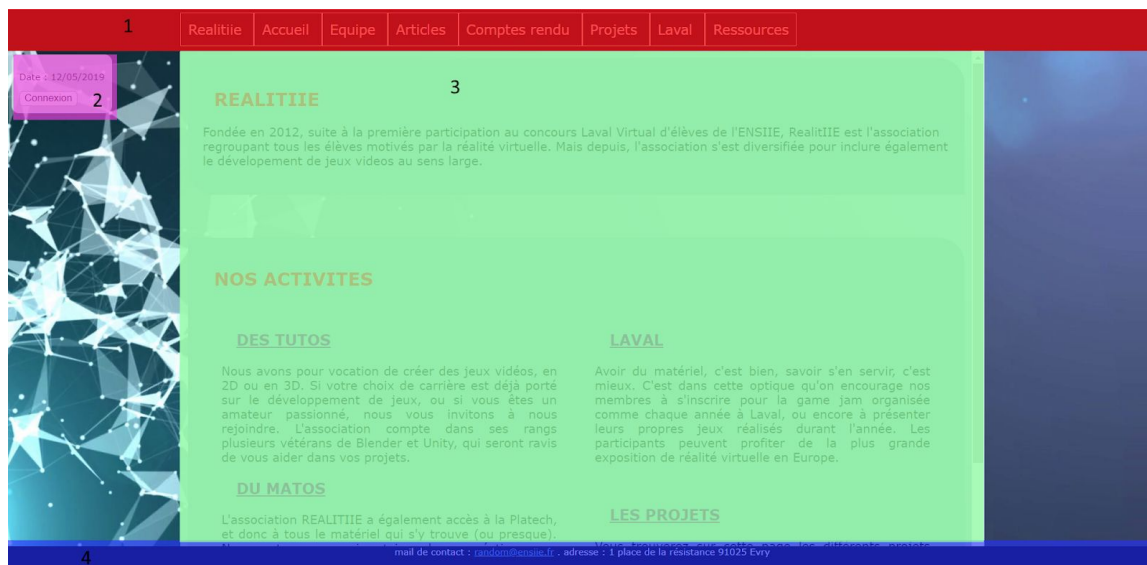 1
Realitiie Accueil Equipe Articles Comptes rendu Projets Laval Ressources
Date : 12/05/2019
Connexion
2
3
REALITIIE
Fondée en 2012, suite à la première participation au concours Laval Virtual d'élèves de l'ENSIIE, RealitIIE est l'association
regroupant tous les élèves motivés par la réalité virtuelle. Mais depuis, l'association s'est diversifiée pour inclure également
le dévelopement de jeux videos au sens large.
NOS ACTIVITES
DES TUTOS
Nous avons pour vocation de créer des jeux vidéos, en
2D ou en 3D. Si votre choix de carrière est déjà porté
sur le développement de jeux, ou si vous êtes un
amateur passionné, nous vous invitons à nous
rejoindre. L'association compte dans ses rangs
plusieurs vétérans de Blender et Unity, qui seront ravis
de vous aider dans vos projets.
DU MATOS
L'association REALITIIE a également accès à la Platech,
et donc à tous le matériel qui s'y trouve (ou presque).
LAVAL
Avoir du matériel, c'est bien, savoir s'en servir, c'est
mieux. C'est dans cette optique qu'on encourage nos
membres à s'inscrire pour la game jam organisée
comme chaque année à Laval, ou encore à présenter
leurs propres jeux réalisés durant l'année. Les
participants peuvent profiter de la plus grande
exposition de réalité virtuelle en Europe.
LES PROJETS
Vous trouverez sur cette page les differents projets
4
mail de contact : random@ensiie.fr . adresse : 1 place de la résistance 91025 Evry